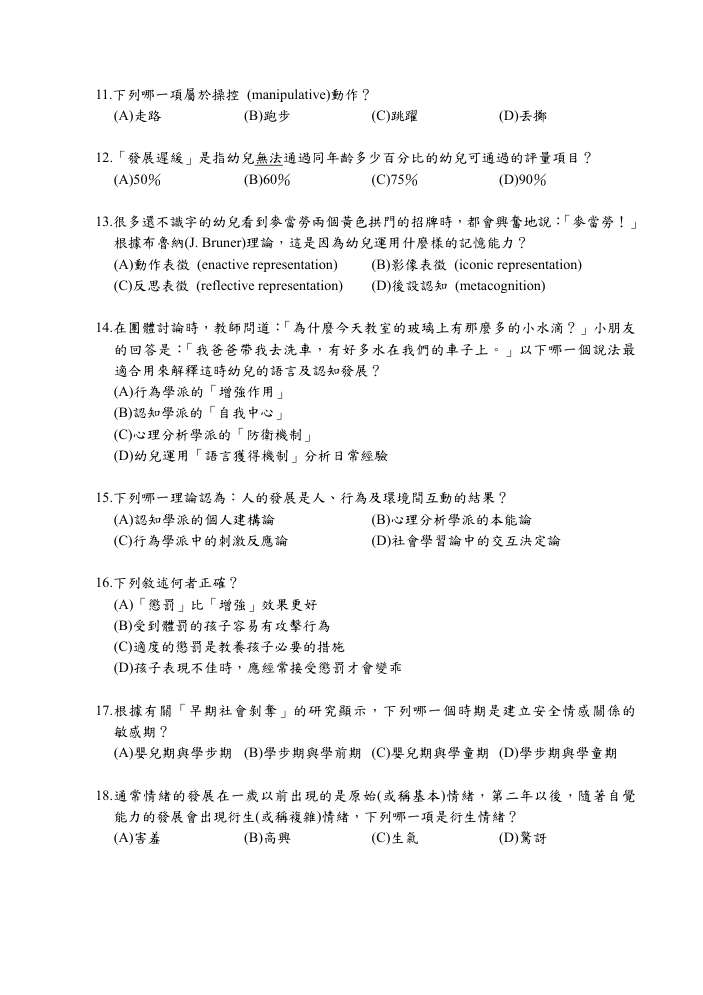 11.下列哪一項屬於操控 (manipulative)動作？
(A)走路 (B)跑步 (C)跳躍 (D)丟擲
12.「發展遲緩」是指幼兒無法通過同年齡多少百分比的幼兒可通過的評量項目？
(A)50% (B)60% (C)75% (D)90%
13.很多還不識字的幼兒看到麥當勞兩個黃色拱門的招牌時，都會興奮地說：「麥當勞！」
根據布魯納(J. Bruner)理論，這是因為幼兒運用什麼樣的記憶能力？
(A)動作表徵 (enactive representation) (B)影像表徵 (iconic representation)
(C)反思表徵 (reflective representation) (D)後設認知 (metacognition)
14.在團體討論時，教師問道：「為什麼今天教室的玻璃上有那麼多的小水滴？」小朋友
的回答是：「我爸爸帶我去洗車，有好多水在我們的車子上。」以下哪一個說法最
適合用來解釋這時幼兒的語言及認知發展？
(A)行為學派的「增強作用」
(B)認知學派的「自我中心」
(C)心理分析學派的「防衛機制」
(D)幼兒運用「語言獲得機制」分析日常經驗
15.下列哪一理論認為：人的發展是人、行為及環境間互動的結果？
(A)認知學派的個人建構論 (B)心理分析學派的本能論
(C)行為學派中的刺激反應論 (D)社會學習論中的交互決定論
16.下列敘述何者正確？
(A)「懲罰」比「增強」效果更好
(B)受到體罰的孩子容易有攻擊行為
(C)適度的懲罰是教養孩子必要的措施
(D)孩子表現不佳時，應經常接受懲罰才會變乖
17.根據有關「早期社會剝奪」的研究顯示，下列哪一個時期是建立安全情感關係的
敏感期？
(A)嬰兒期與學步期 (B)學步期與學前期 (C)嬰兒期與學童期 (D)學步期與學童期
18.通常情緒的發展在一歲以前出現的是原始(或稱基本)情緒，第二年以後，隨著自覺
能力的發展會出現衍生(或稱複雜)情緒，下列哪一項是衍生情緒？
(A)害羞 (B)高興 (C)生氣 (D)驚訝